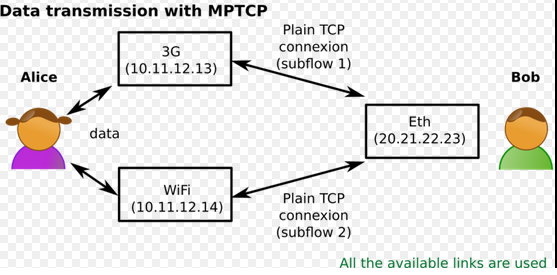 Data transmission with MPTCP
Plain TCP
connexion
(subflow 1)
3G
(10.11.12.13)
Alice
Bob
Eth
(20.21.22.23)
data
WiFi
(10.11.12.14)
Plain TCP
connexion
(subflow 2)
All the available links are used